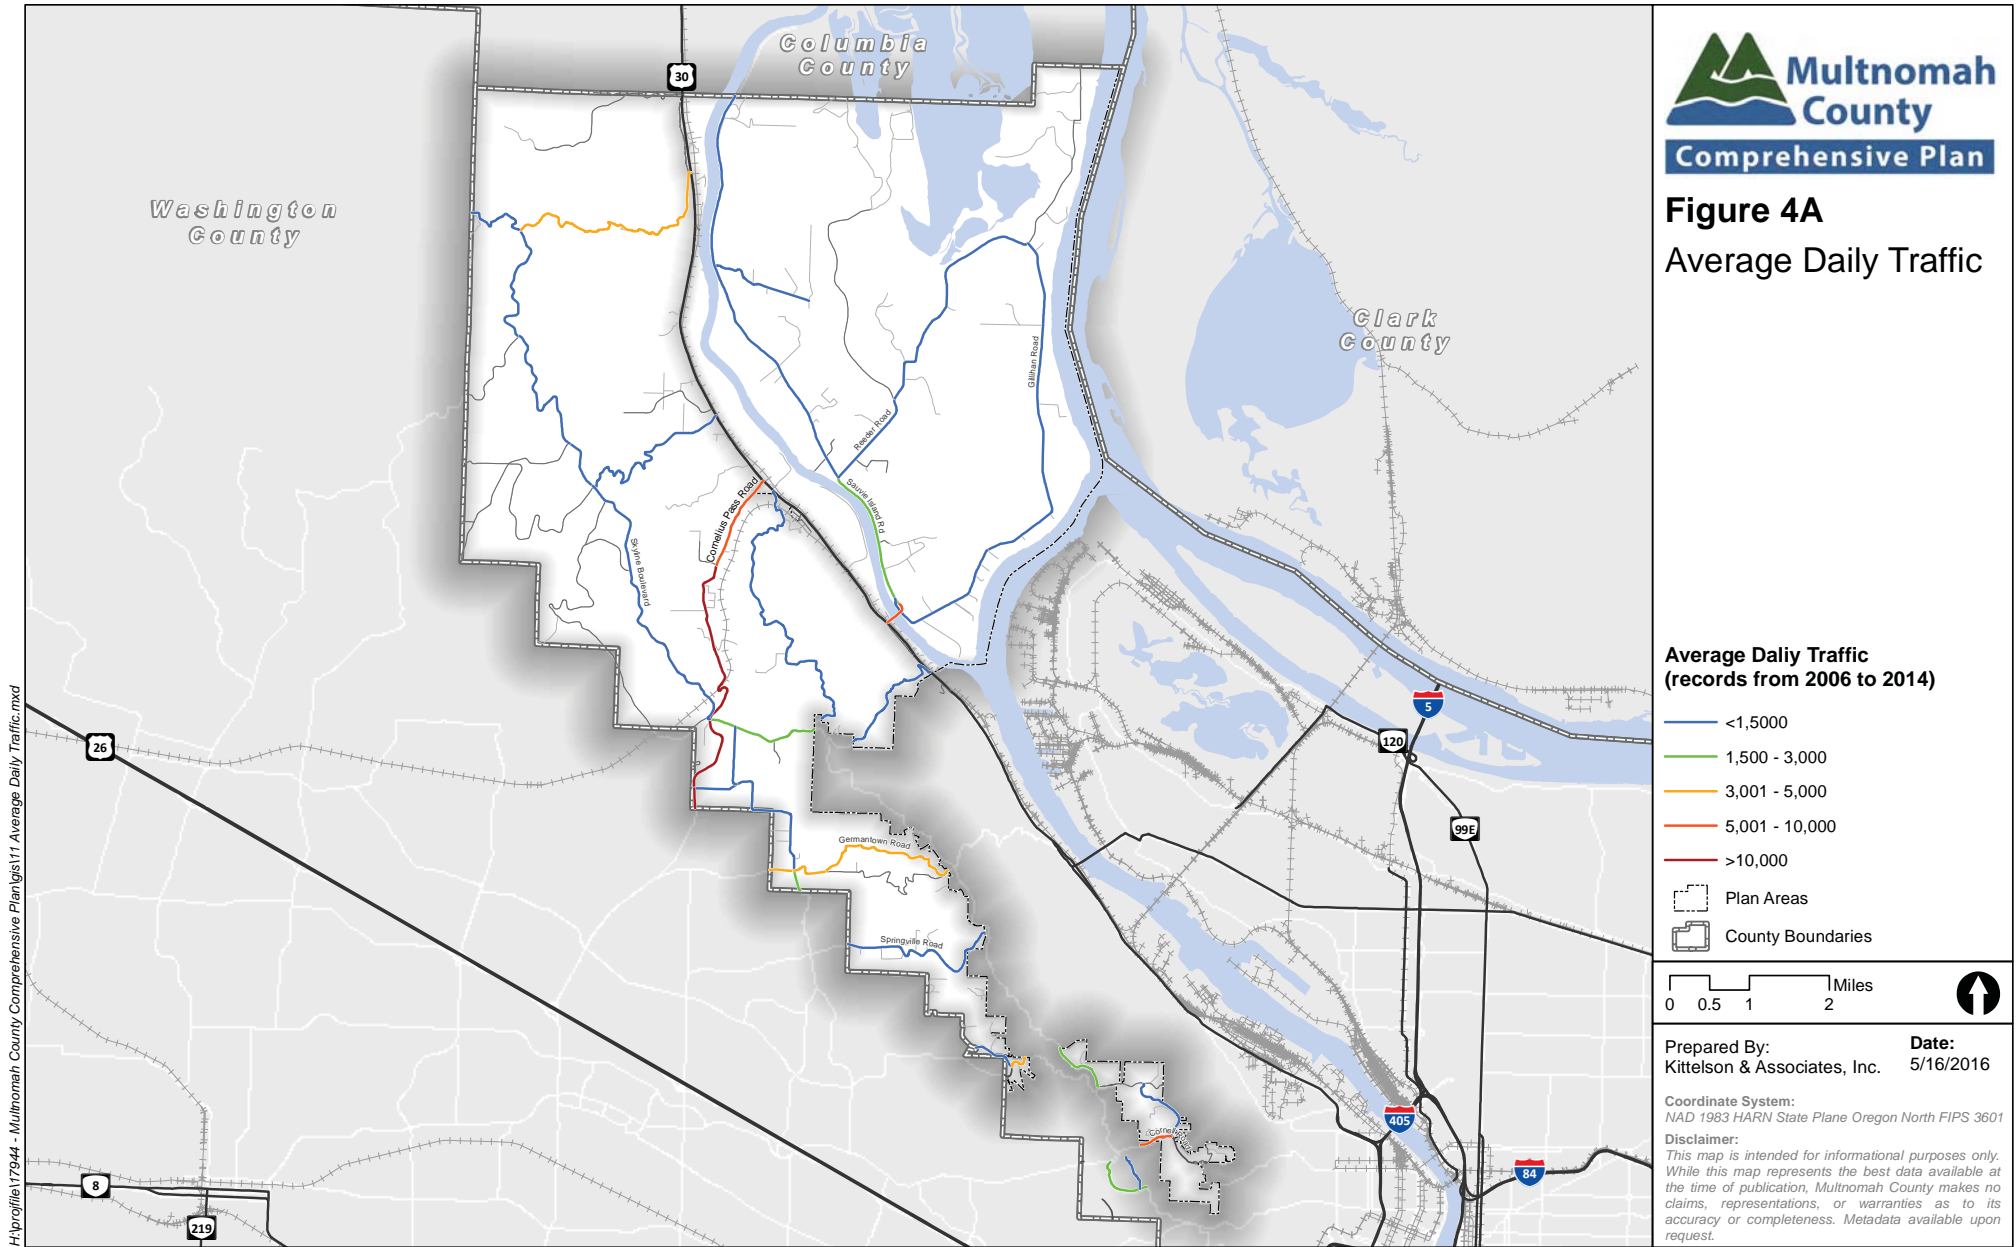 Columbia
County
30
Washington
County
Clark
County
Gillihan Road
Reeder Road
Sauvie Island Rd
Cornelius Pass Road
Skyline Boulevard
26
5
120
99E
Germantown Road
Springville Road
405
84
8
219
H:\projfile\17944 - Multnomah County Comprehensive Plan\gis\11 Average Daily Traffic.mxd
Multnomah
County
Comprehensive Plan
Figure 4A
Average Daily Traffic
Average Daliy Traffic
(records from 2006 to 2014)
<1,5000
1,500 - 3,000
3,001 - 5,000
5,001 - 10,000
>10,000
Plan Areas
County Boundaries
Miles
0 0.5 1 2
Prepared By:
Kittelson & Associates, Inc.
Date:
5/16/2016
Coordinate System:
NAD 1983 HARN State Plane Oregon North FIPS 3601
Disclaimer:
This map is intended for informational purposes only.
While this map represents the best data available at
the time of publication, Multnomah County makes no
claims, representations, or warranties as to its
accuracy or completeness. Metadata available upon
request.